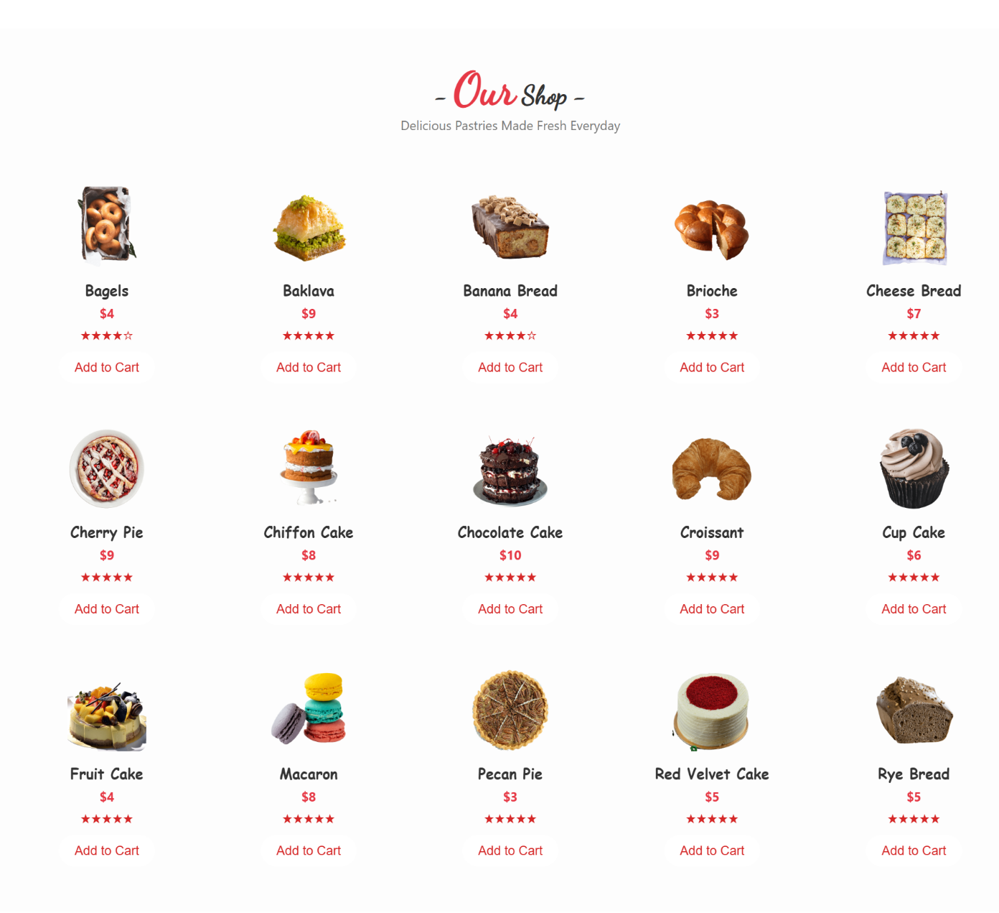 - Our Shop -
Delicious Pastries Made Fresh Everyday
Bagels
$4
★★★★☆
Add to Cart
Baklava
$9
★★★★★
Add to Cart
Banana Bread
$4
★★★★☆
Add to Cart
Brioche
$3
★★★★★
Add to Cart
Cheese Bread
$7
★★★★★
Add to Cart
Cherry Pie
$9
★★★★★
Add to Cart
Chiffon Cake
$8
★★★★★
Add to Cart
Chocolate Cake
$10
★★★★★
Add to Cart
Croissant
$9
★★★★★
Add to Cart
Cup Cake
$6
★★★★★
Add to Cart
Fruit Cake
$4
★★★★★
Add to Cart
Macaron
$8
★★★★★
Add to Cart
Pecan Pie
$3
★★★★★
Add to Cart
Red Velvet Cake
$5
★★★★★
Add to Cart
Rye Bread
$5
★★★★★
Add to Cart